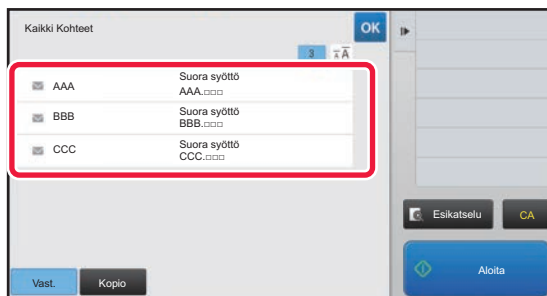 Kaikki Kohteet
OK
3
AAA
Suora syöttö
AAA.□□□
BBB
Suora syöttö
BBB.□□□
CCC
Suora syöttö
CCC.□□□
Esikatselu
CA
Vast.
Kopio
Aloita